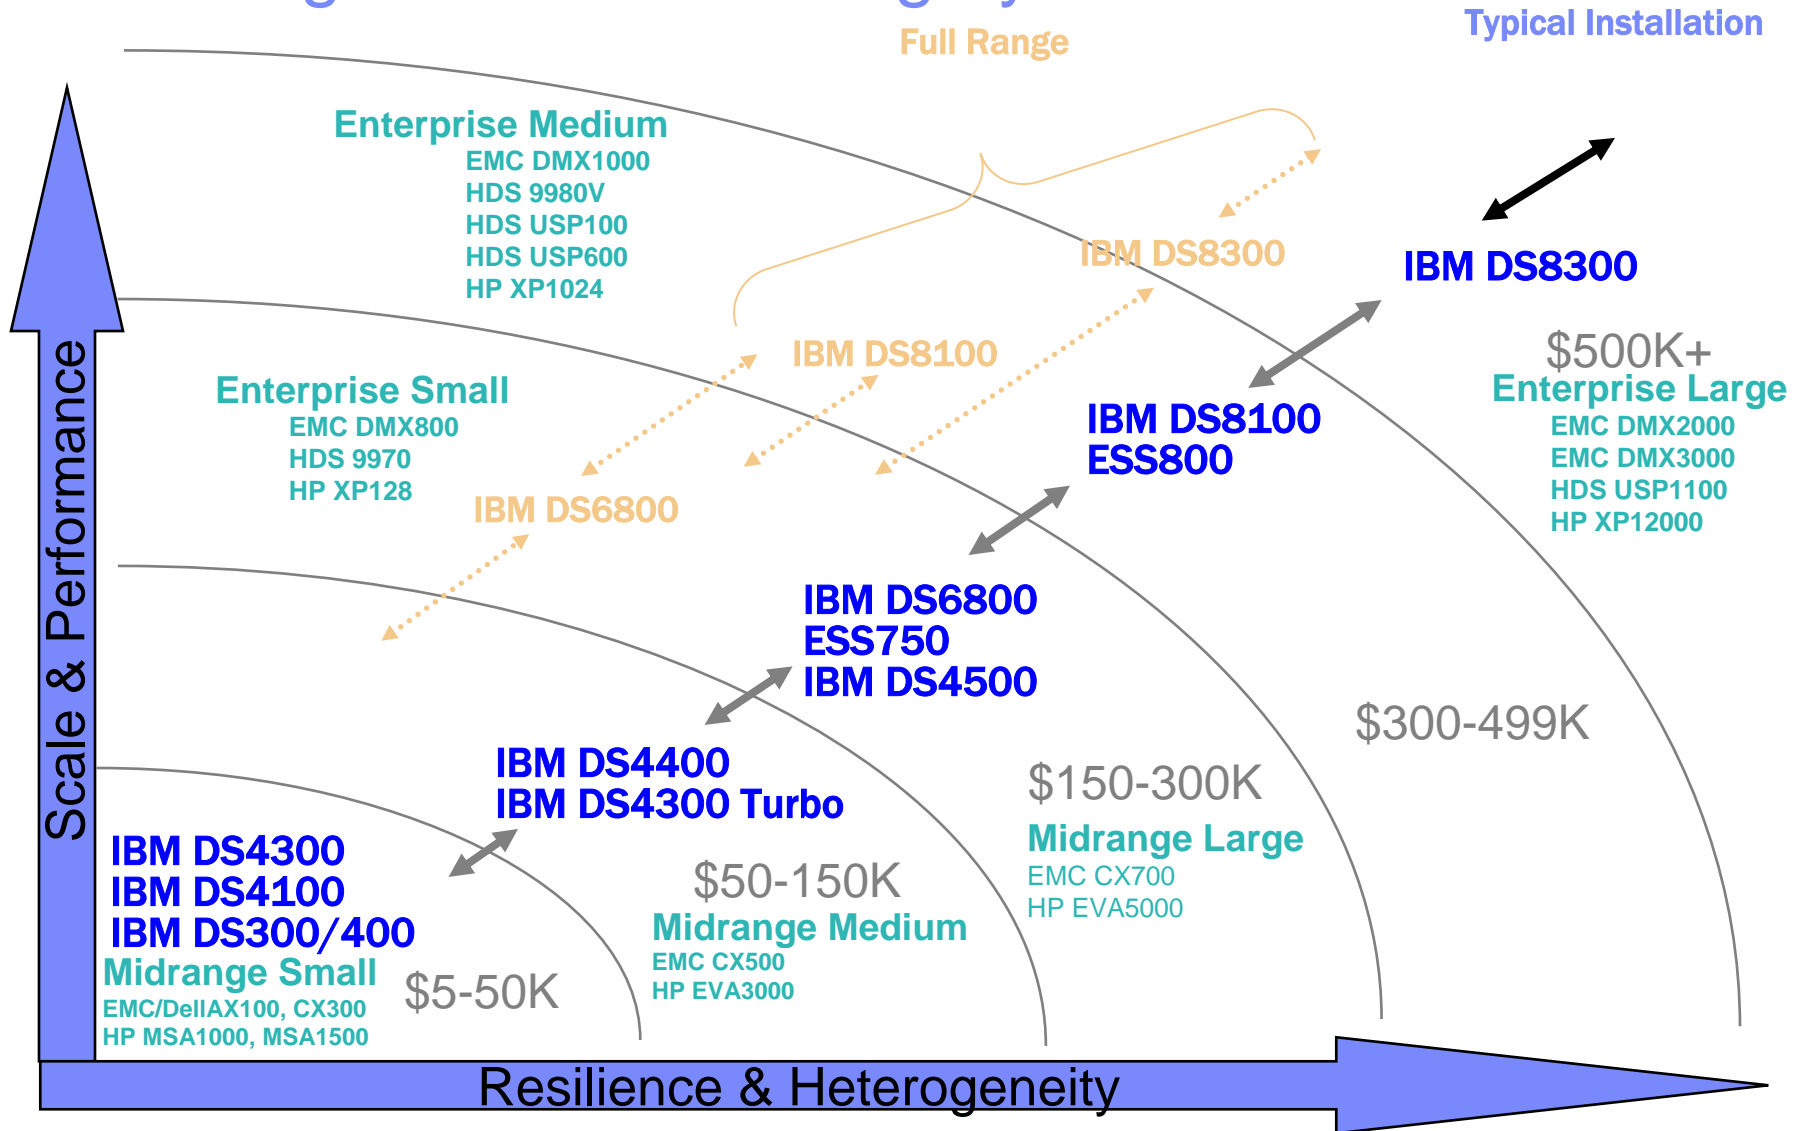 Typical Installation
Full Range
Enterprise Medium
EMC DMX1000
HDS 9980V
HDS USP100
HDS USP600
HP XP1024
IBM DS8300
IBM DS8300
$500K+
Enterprise Large
EMC DMX2000
EMC DMX3000
HDS USP1100
HP XP12000
IBM DS8100
Enterprise Small
EMC DMX800
HDS 9970
HP XP128
IBM DS8100
ESS800
IBM DS6800
IBM DS6800
ESS750
IBM DS4500
$300-499K
IBM DS4400
IBM DS4300 Turbo
$150-300K
Midrange Large
EMC CX700
HP EVA5000
IBM DS4300
IBM DS4100
IBM DS300/400
Midrange Small
EMC/DellAX100, CX300
HP MSA1000, MSA1500
$5-50K
$50-150K
Midrange Medium
EMC CX500
HP EVA3000
Scale & Performance
Resilience & Heterogeneity